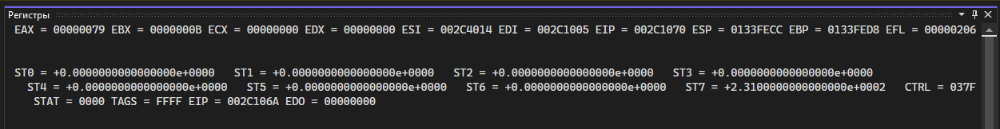 Регистры
EAX = 00000079 EBX = 0000000B ECX = 00000000 EDX = 00000000 ESI = 002C4014 EDI = 002C1005 EIP = 002C1070 ESP = 0133FECC EBP = 0133FED8 EFL = 00000206
ST0 = +0.0000000000000000e+0000 ST1 = +0.0000000000000000e+0000 ST2 = +0.0000000000000000e+0000 ST3 = +0.0000000000000000e+0000
ST4 = +0.0000000000000000e+0000 ST5 = +0.0000000000000000e+0000 ST6 = +0.0000000000000000e+0000 ST7 = +2.3100000000000000e+0002 CTRL = 037F
STAT = 0000 TAGS = FFFF EIP = 002C106A EDO = 00000000